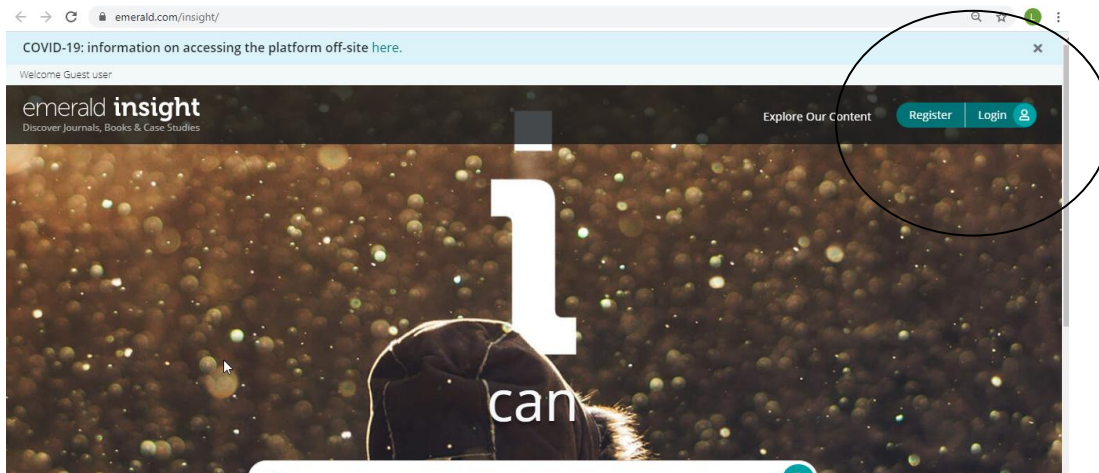 emerald.com/insight/
L
COVID-19: information on accessing the platform off-site here.
Welcome Guest user
emerald insight
Discover Journals, Books & Case Studies
Explore Our Content
Register
Login
i
can